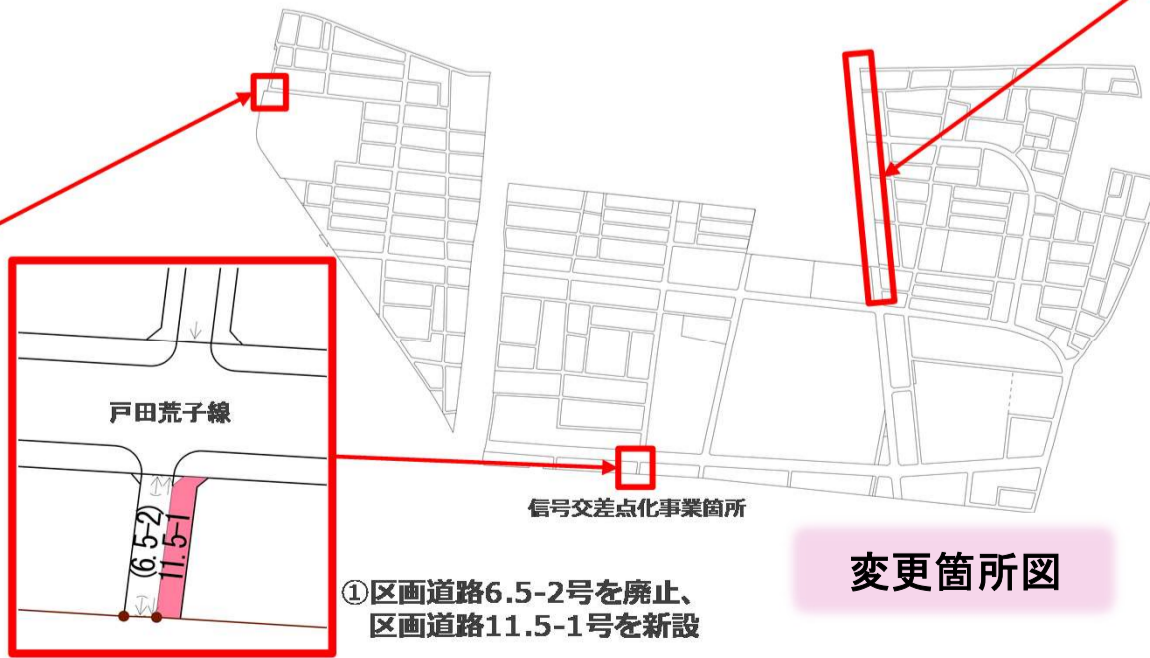 戸田荒子線
(6.5-2)
11.5-1
信号交差点化事業箇所
①区画道路6.5-2号を廃止、
区画道路11.5-1号を新設
変更箇所図